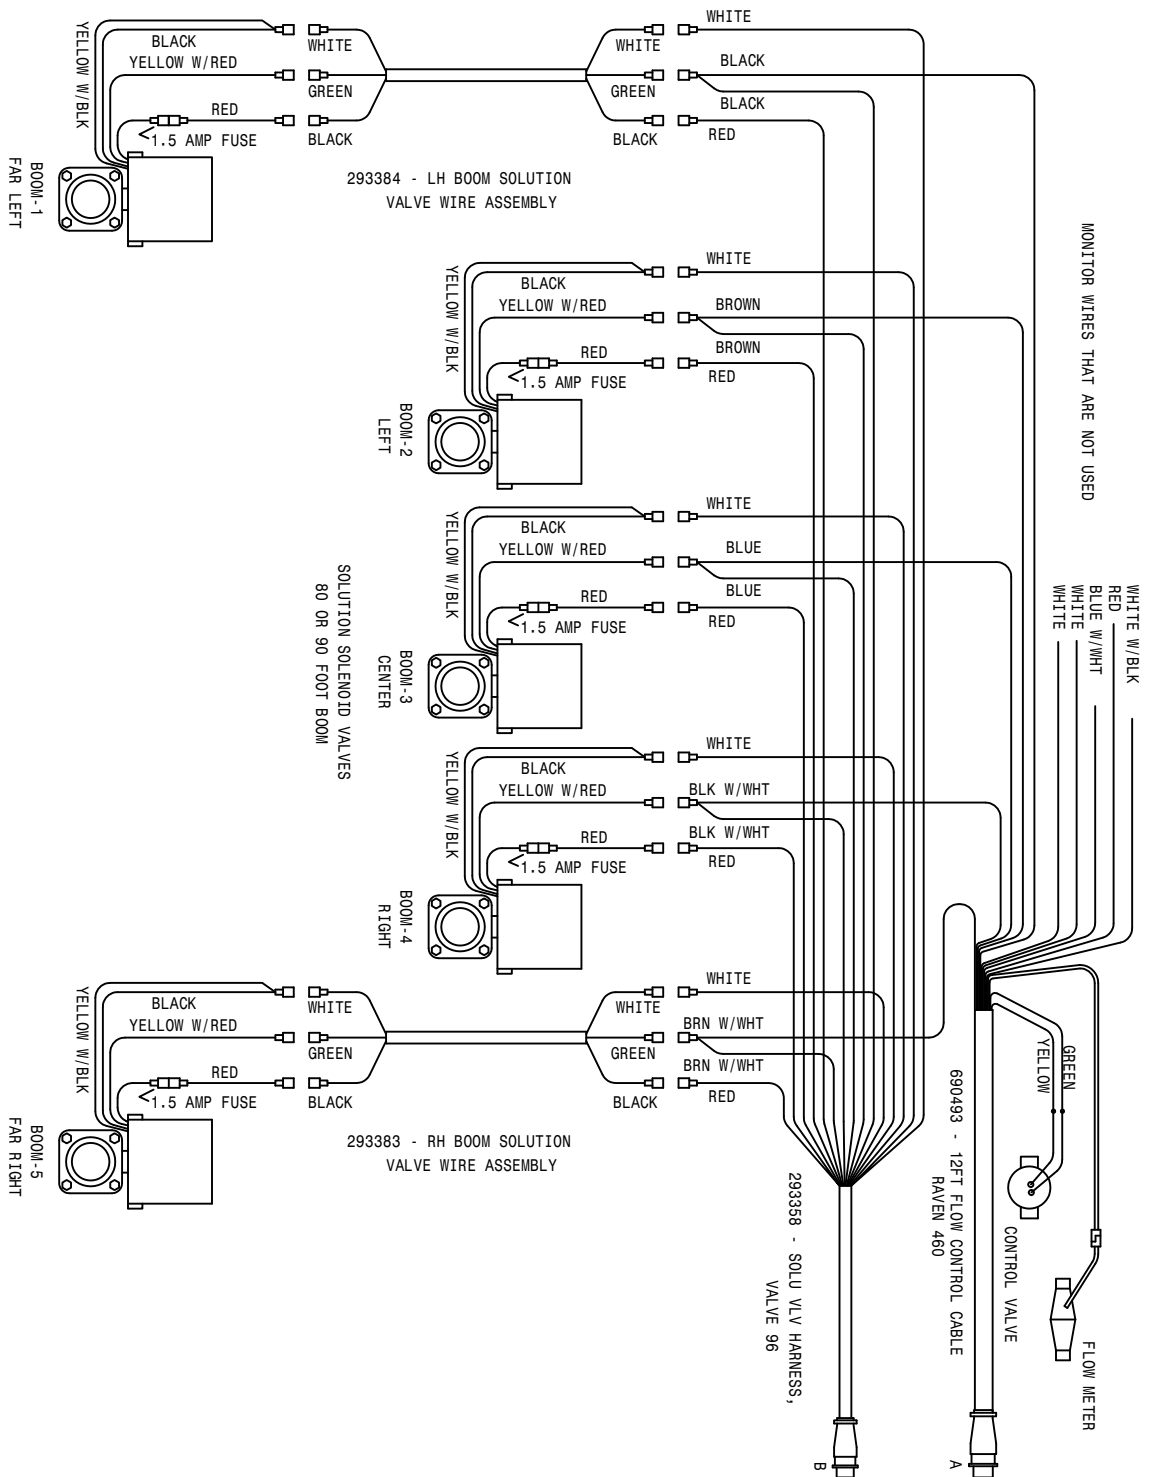 WHITE
BLACK
WHITE
WHITE
YELLOW W/RED
BLACK
GREEN
GREEN
BLACK
RED
1.5 AMP FUSE
BLACK
BLACK
RED
YELLOW W/BLK
BOOM-1
FAR LEFT
293384 - LH BOOM SOLUTION
VALVE WIRE ASSEMBLY
MONITOR WIRES THAT ARE NOT USED
WHITE
BLACK
YELLOW W/RED
BROWN
RED
BROWN
1.5 AMP FUSE
RED
YELLOW W/BLK
BOOM-2
LEFT
WHITE
BLACK
YELLOW W/RED
BLUE
RED
BLUE
1.5 AMP FUSE
RED
YELLOW W/BLK
BOOM-3
CENTER
SOLUTION SOLENOID VALVES
80 OR 90 FOOT BOOM
WHITE W/BLK
RED
BLUE W/WHT
WHITE
WHITE
WHITE
BLACK
YELLOW W/RED
BLK W/WHT
RED
BLK W/WHT
1.5 AMP FUSE
RED
YELLOW W/BLK
BOOM-4
RIGHT
WHITE
BLACK
WHITE
WHITE
YELLOW W/RED
BRN W/WHT
GREEN
GREEN
RED
BRN W/WHT
1.5 AMP FUSE
BLACK
BLACK
RED
YELLOW W/BLK
BOOM-5
FAR RIGHT
293383 - RH BOOM SOLUTION
VALVE WIRE ASSEMBLY
GREEN
YELLOW
690493 - 12FT FLOW CONTROL CABLE
RAVEN 460
CONTROL VALVE
FLOW METER
293358 - SOLU VLV HARNESS,
VALVE 96
A
B